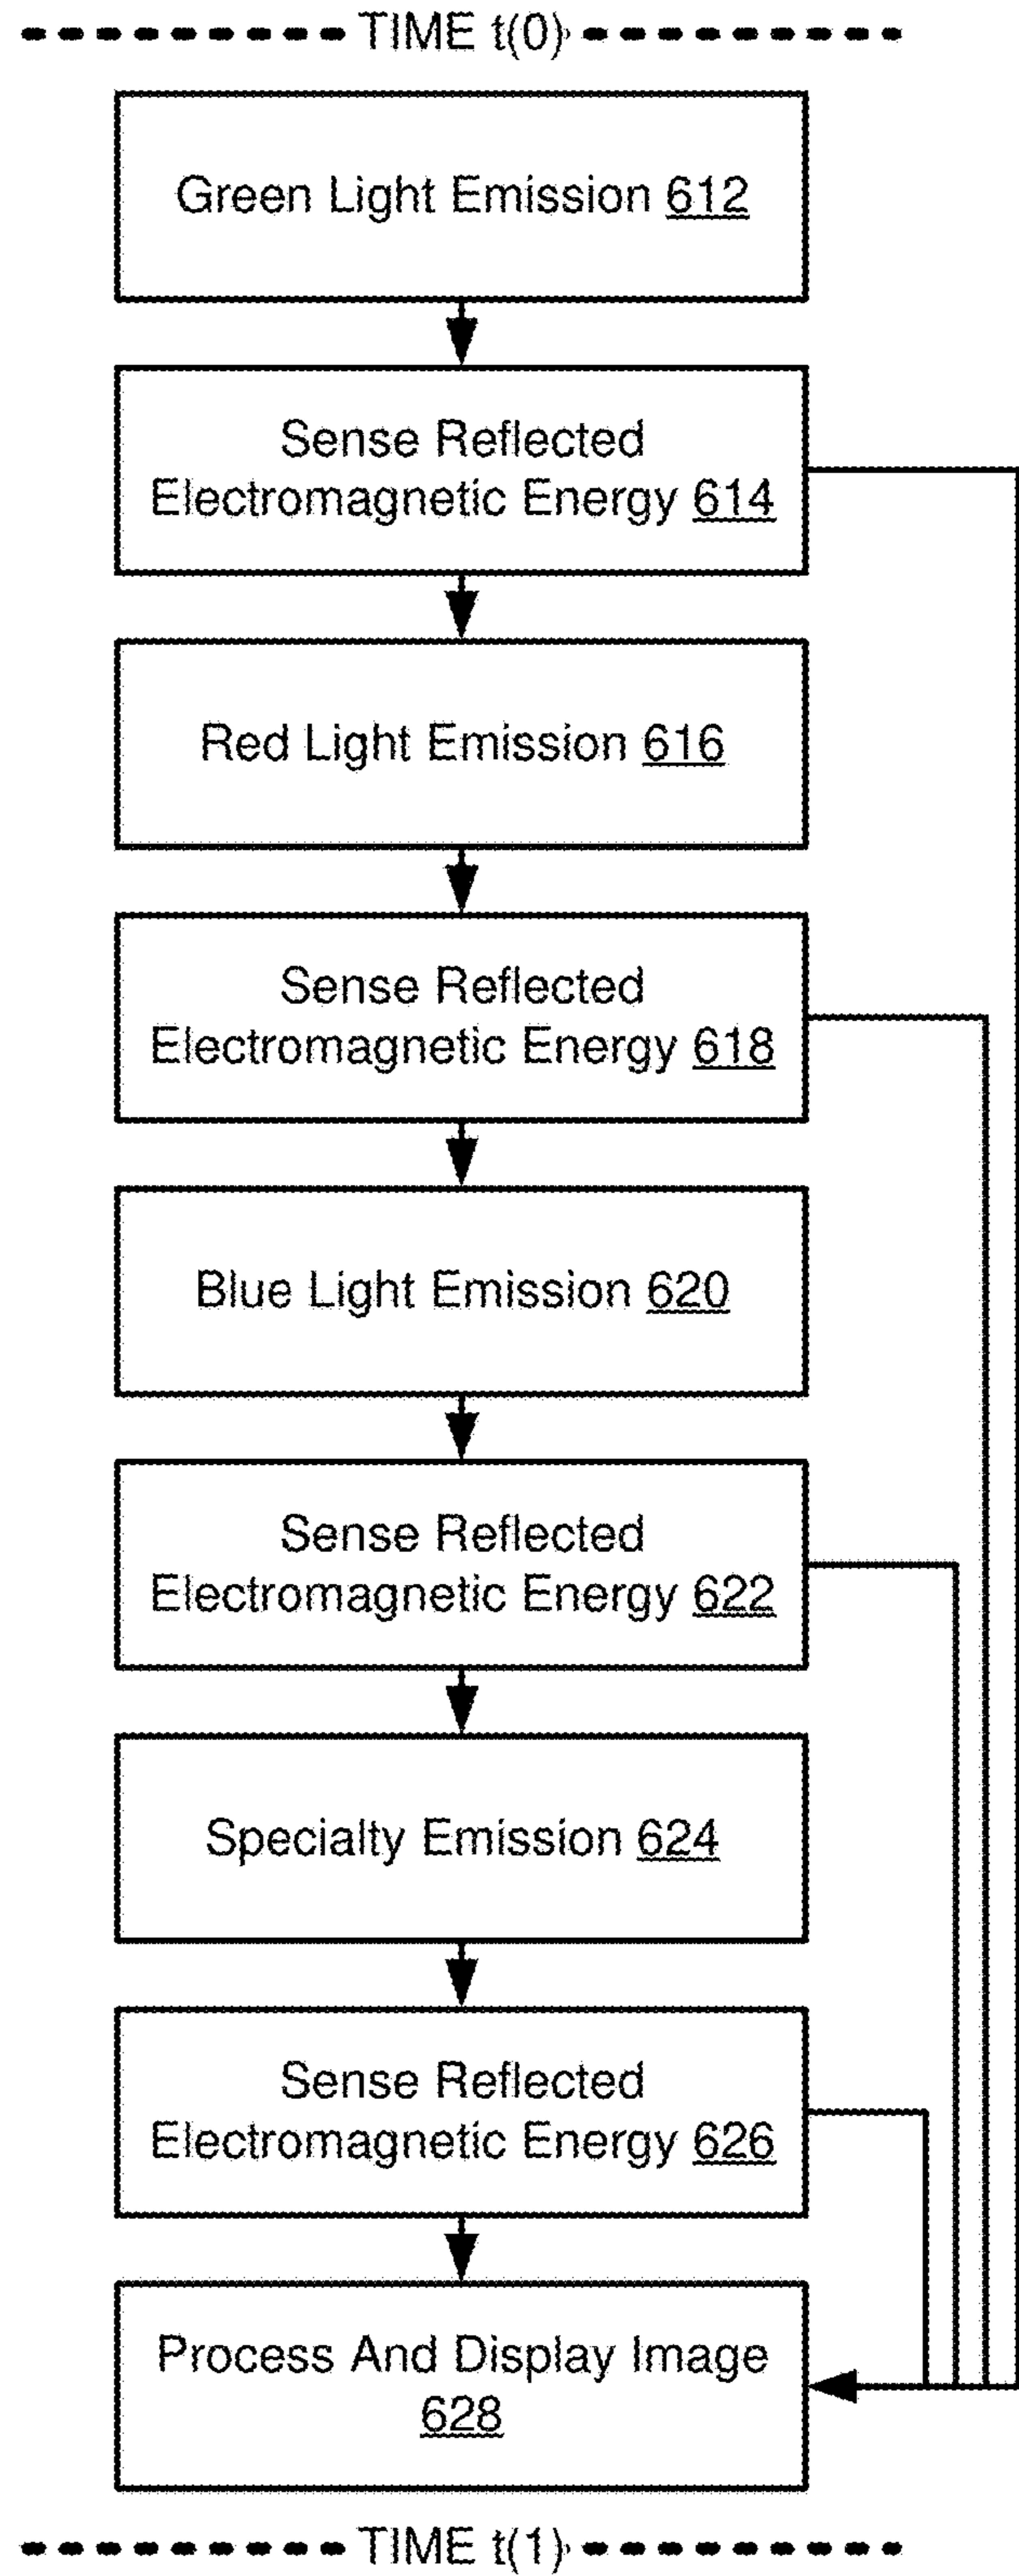 TIME t(0)
Green Light Emission 612
Sense Reflected
Electromagnetic Energy 614
Red Light Emission 616
Sense Reflected
Electromagnetic Energy 618
Blue Light Emission 620
Sense Reflected
Electromagnetic Energy 622
Specialty Emission 624
Sense Reflected
Electromagnetic Energy 626
Process And Display Image
628
TIME t(1)